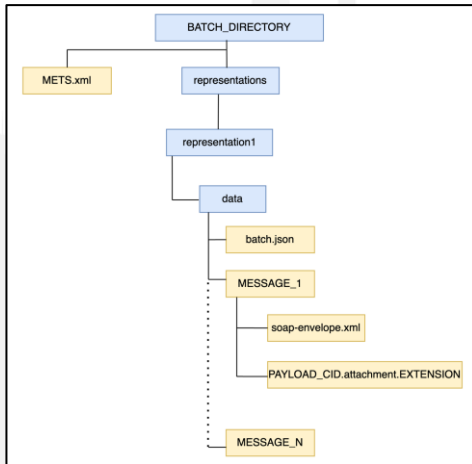 BATCH_DIRECTORY
METS.xml
representations
representation1
data
batch.json
MESSAGE_1
soap-envelope.xml
PAYLOAD_CID.attachment.EXTENSION
MESSAGE_N